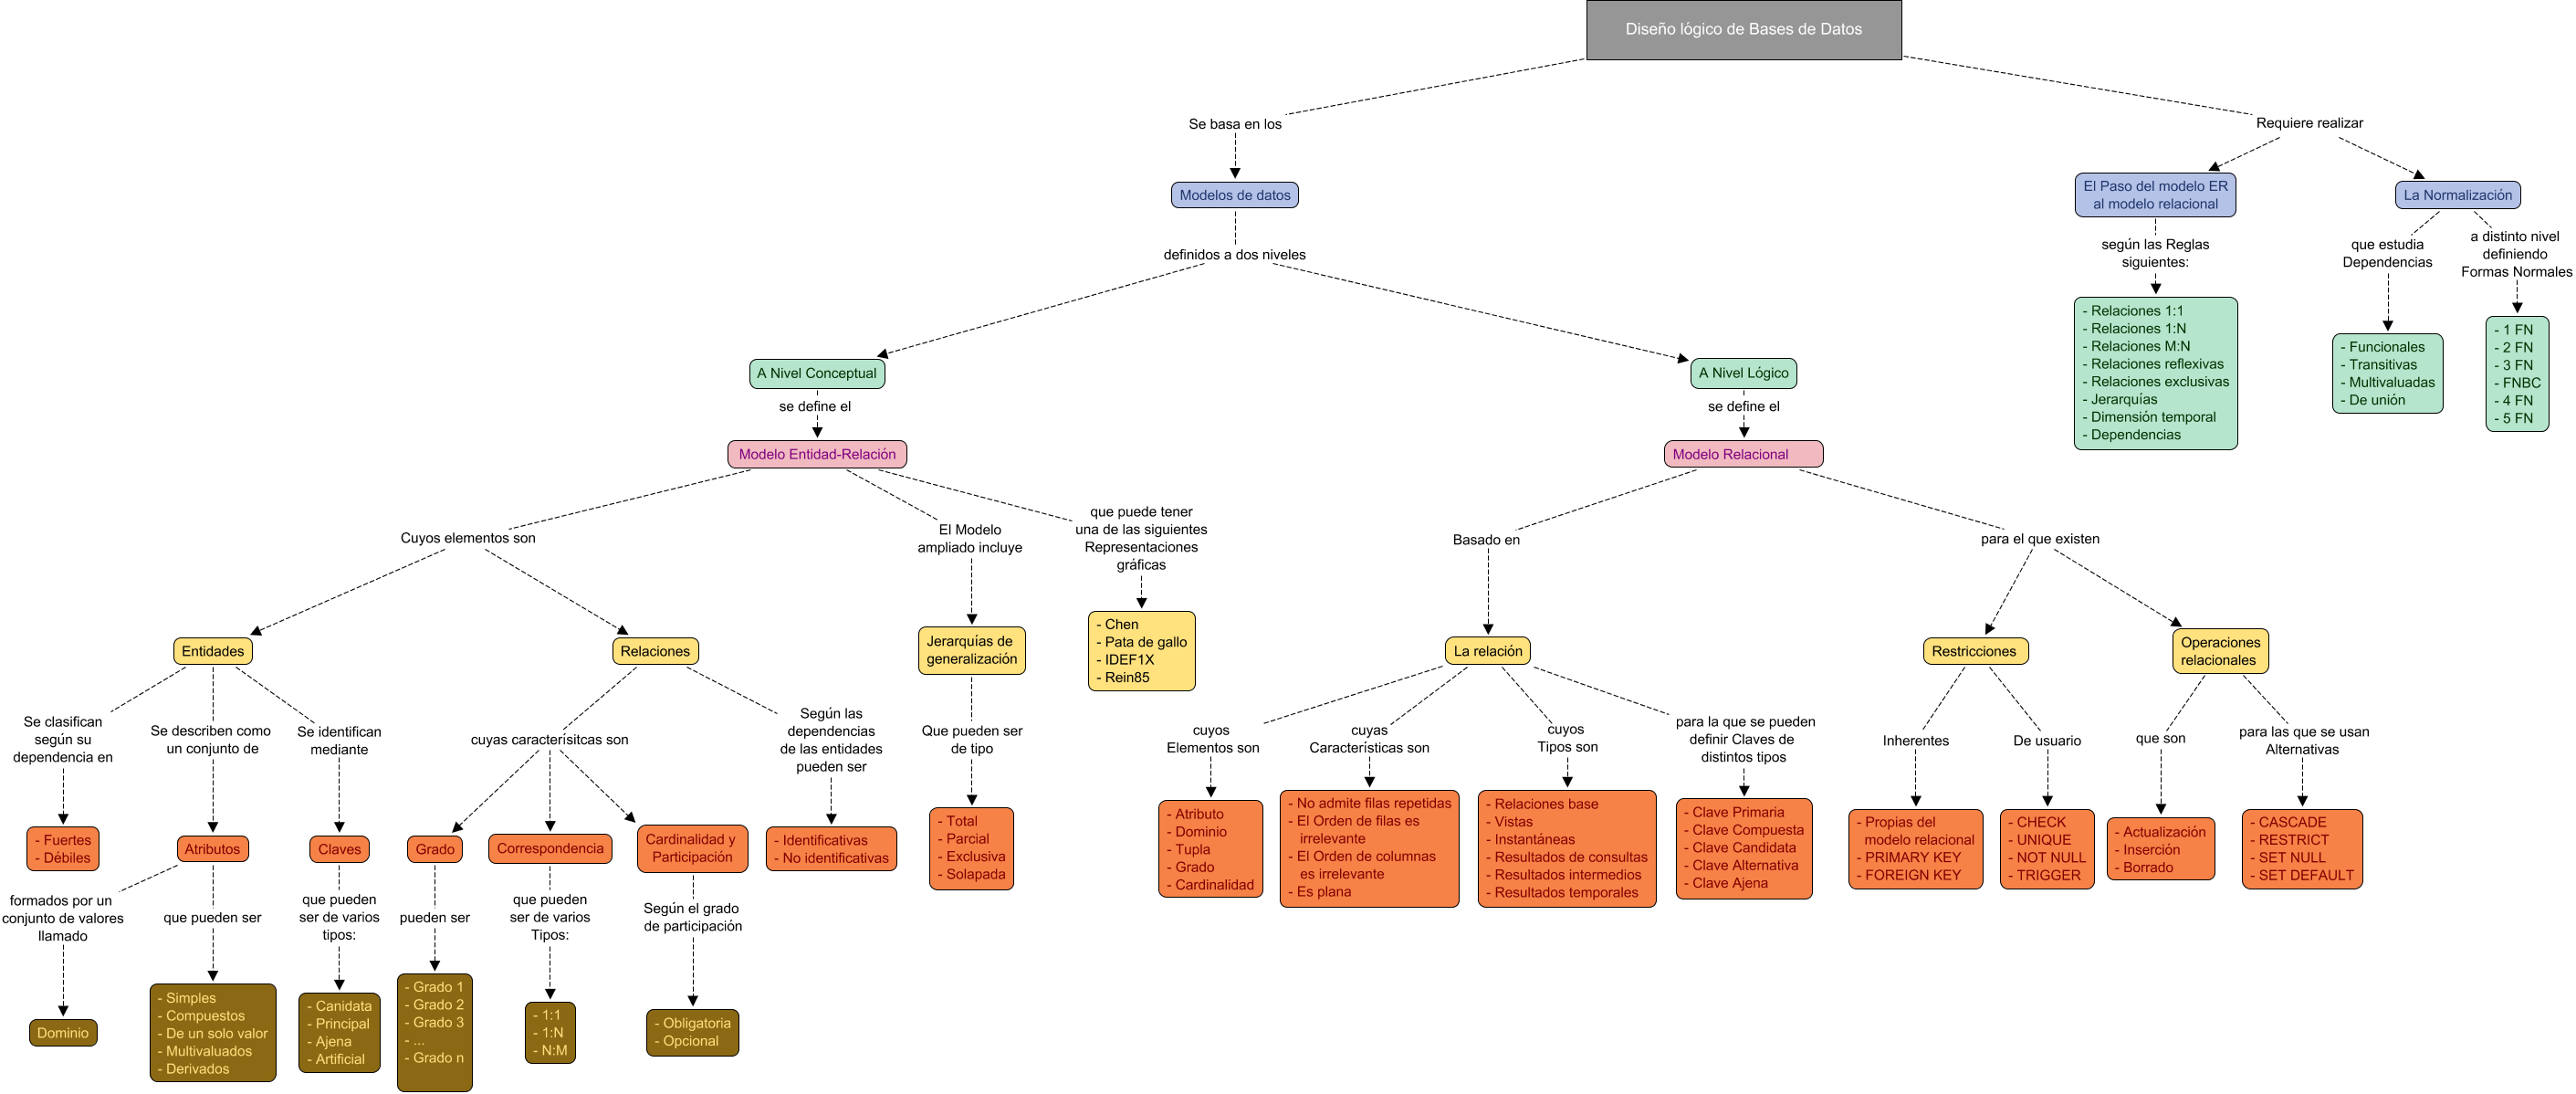 Diseño lógico de Bases de Datos
Se basa en los
Requiere realizar
Modelos de datos
El Paso del modelo ER
al modelo relacional
La Normalización
definidos a dos niveles
según las Reglas
siguientes:
que estudia
Dependencias
a distinto nivel
definiendo
Formas Normales
- Relaciones 1:1
- Relaciones 1:N
- Relaciones M:N
- Relaciones reflexivas
- Relaciones exclusivas
- Jerarquías
- Dimensión temporal
- Dependencias
- Funcionales
- Transitivas
- Multivaluadas
- De unión
- 1 FN
- 2 FN
- 3 FN
- FNBC
- 4 FN
- 5 FN
A Nivel Conceptual
A Nivel Lógico
se define el
se define el
Modelo Entidad-Relación
Modelo Relacional
Cuyos elementos son
El Modelo
ampliado incluye
que puede tener
una de las siguientes
Representaciones
gráficas
Basado en
para el que existen
Entidades
Relaciones
Jerarquías de
generalización
- Chen
- Pata de gallo
- IDEF1X
- Rein85
La relación
Restricciones
Operaciones
relacionales
Se clasifican
según su
dependencia en
Se describen como
un conjunto de
Se identifican
mediante
cuyas caracterísitcas son
Según las
dependencias
de las entidades
pueden ser
Que pueden ser
de tipo
cuyos
Elementos son
cuyas
Características son
cuyos
Tipos son
para la que se pueden
definir Claves de
distintos tipos
Inherentes
De usuario
que son
para las que se usan
Alternativas
- Fuertes
- Débiles
Atributos
Claves
Grado
Correspondencia
Cardinalidad y
Participación
- Identificativas
- No identificativas
- Total
- Parcial
- Exclusiva
- Solapada
- Atributo
- Dominio
- Tupla
- Grado
- Cardinalidad
- No admite filas repetidas
- El Orden de filas es
irrelevante
- El Orden de columnas
es irrelevante
- Es plana
- Relaciones base
- Vistas
- Instantáneas
- Resultados de consultas
- Resultados intermedios
- Resultados temporales
- Clave Primaria
- Clave Compuesta
- Clave Candidata
- Clave Alternativa
- Clave Ajena
- Propias del
modelo relacional
- PRIMARY KEY
- FOREIGN KEY
- CHECK
- UNIQUE
- NOT NULL
- TRIGGER
- Actualización
- Inserción
- Borrado
- CASCADE
- RESTRICT
- SET NULL
- SET DEFAULT
formados por un
conjunto de valores
llamado
que pueden ser
que pueden
ser de varios
tipos:
pueden ser
que pueden
ser de varios
Tipos:
Según el grado
de participación
Dominio
- Simples
- Compuestos
- De un solo valor
- Multivaluados
- Derivados
- Canidata
- Principal
- Ajena
- Artificial
- Grado 1
- Grado 2
- Grado 3
- ...
- Grado n
- 1:1
- 1:N
- N:M
- Obligatoria
- Opcional